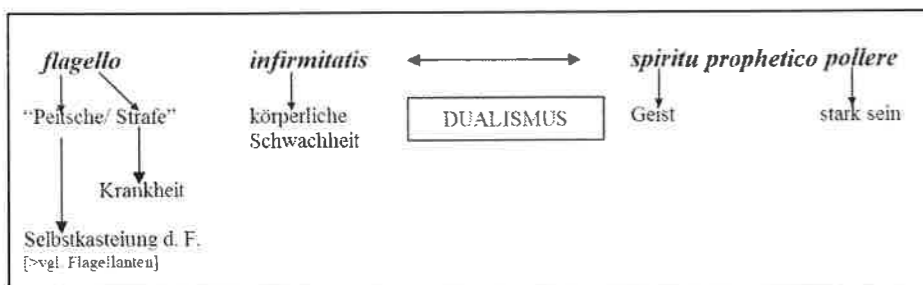 flagello infirmitatis spiritu prophetico pollere
"Peitsche/ Strafe" körperliche Schwachheit DUALISMUS Geist stark sein
Krankheit
Selbstkasteiung d. F.
[>vgl. Flagellanten]